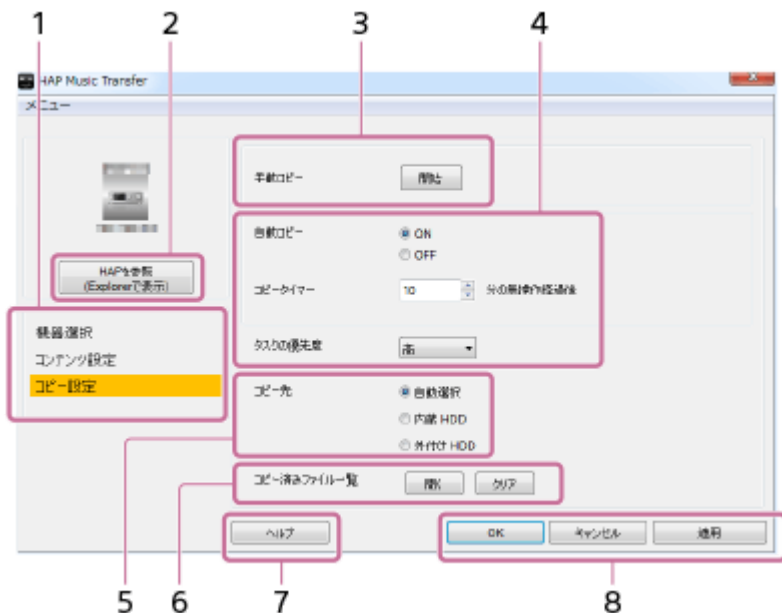 1 2 3 4
HAP Music Transfer
メニュー
手動コピー 開始
自動コピー ON
OFF
HAPを参照
(Explorerで表示)
コピータイマー 10 分の無操作経過後
機器選択
タスクの優先度 高
コンテンツ設定
コピー設定
コピー先 自動選択
内蔵 HDD
外付け HDD
コピー済みファイル一覧 開く クリア
ヘルプ OK キャンセル 適用
5 6 7 8